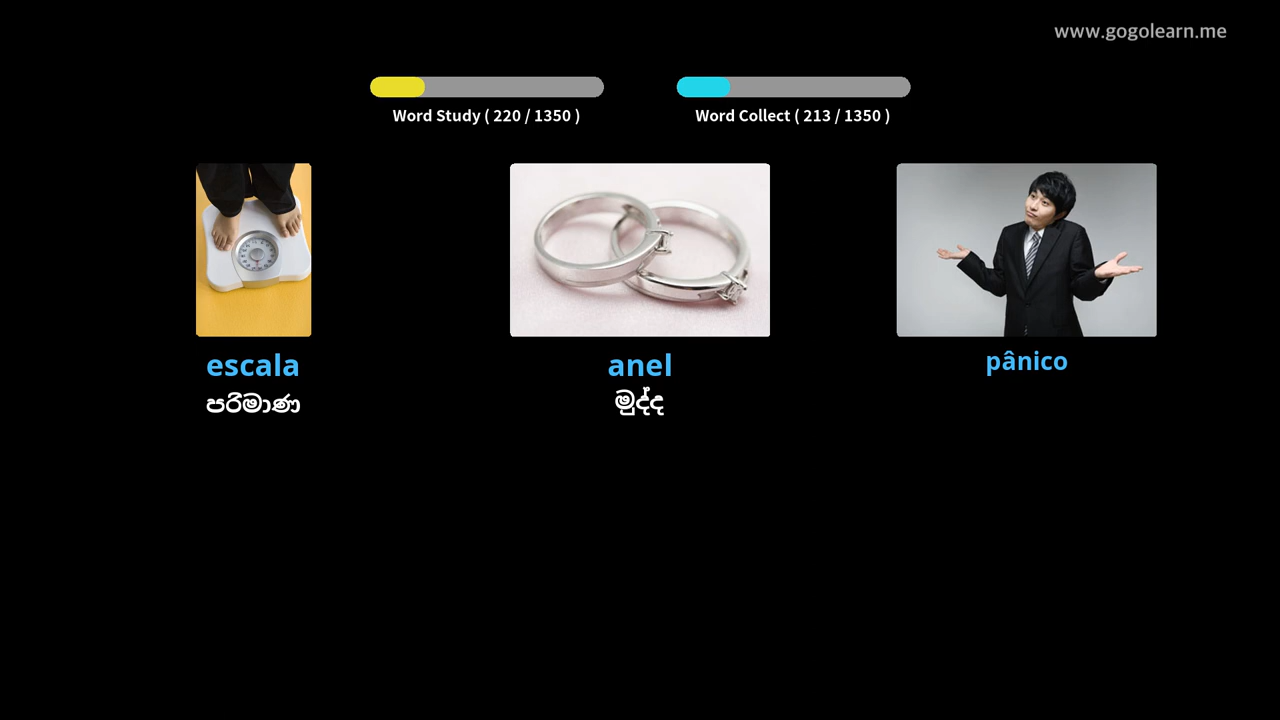 www.gogolearn.me
Word Study ( 220 / 1350 )
Word Collect ( 213 / 1350 )
escala
පරිමාණ
anel
මුද්ද
pânico